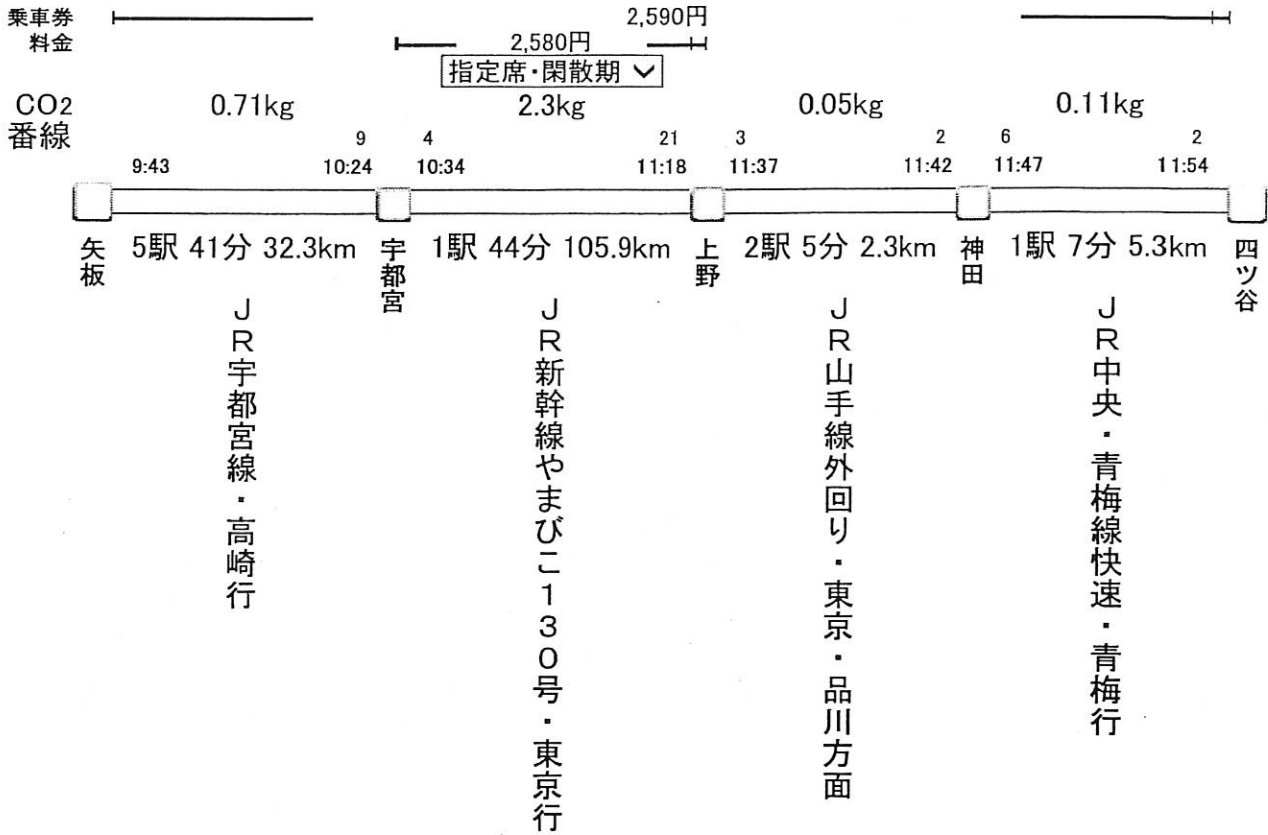 乗車券 2,590円
料金 2,580円
指定席・閑散期
CO2 0.71kg 2.3kg 0.05kg 0.11kg
番線 9 4 21 3 2 6 2
9:43 10:24 10:34 11:18 11:37 11:42 11:47 11:54
矢板 5駅 41分 32.3km 宇都宮 1駅 44分 105.9km 上野 2駅 5分 2.3km 神田 1駅 7分 5.3km 四ツ谷
JR宇都宮線・高崎行
JR新幹線やまびこ130号・東京行
JR山手線外回り・東京・品川方面
JR中央・青梅線快速・青梅行